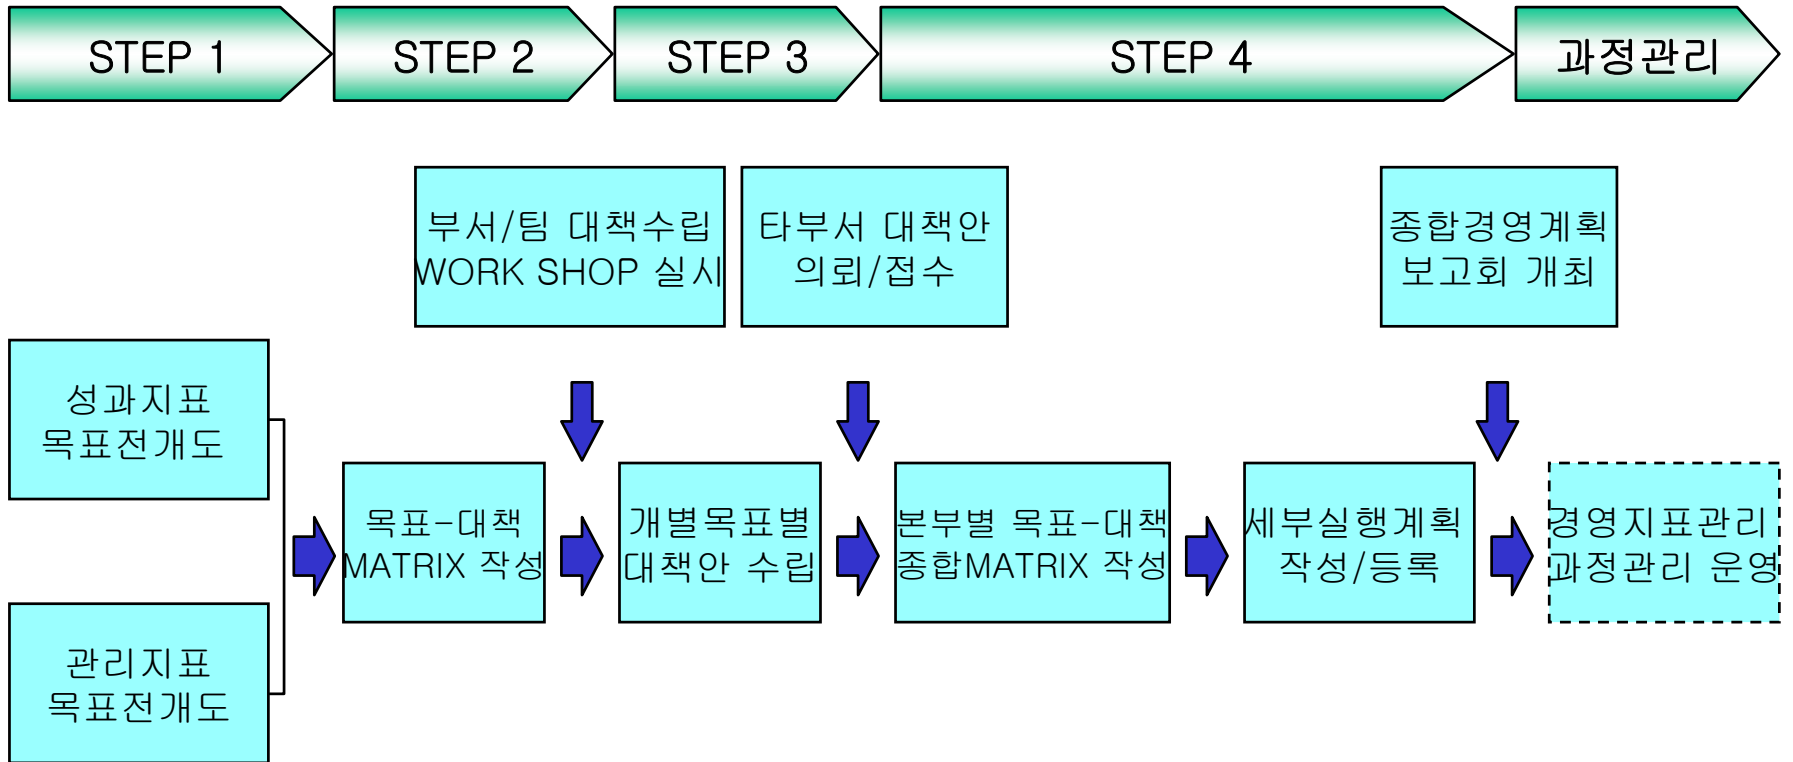 STEP 1
STEP 2
STEP 3
STEP 4
과정관리
부서/팀 대책수립
WORK SHOP 실시
타부서 대책안
의뢰/접수
종합경영계획
보고회 개최
성과지표
목표전개도
관리지표
목표전개도
목표-대책
MATRIX 작성
개별목표별
대책안 수립
본부별 목표-대책
종합MATRIX 작성
세부실행계획
작성/등록
경영지표관리
과정관리 운영